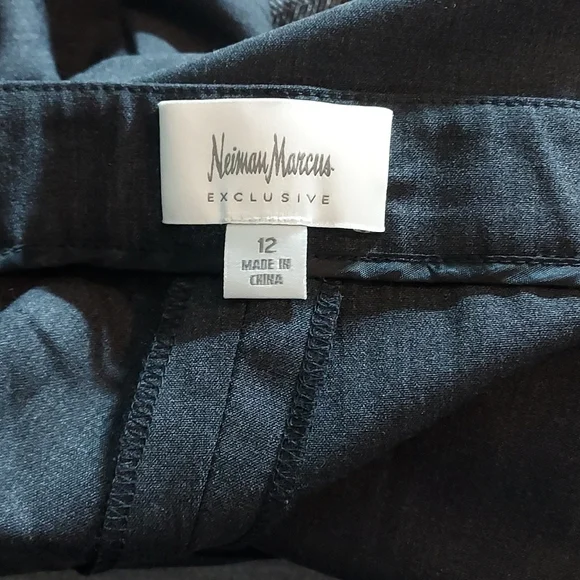 Neiman Marcus
EXCLUSIVE
12
MADE IN
CHINA